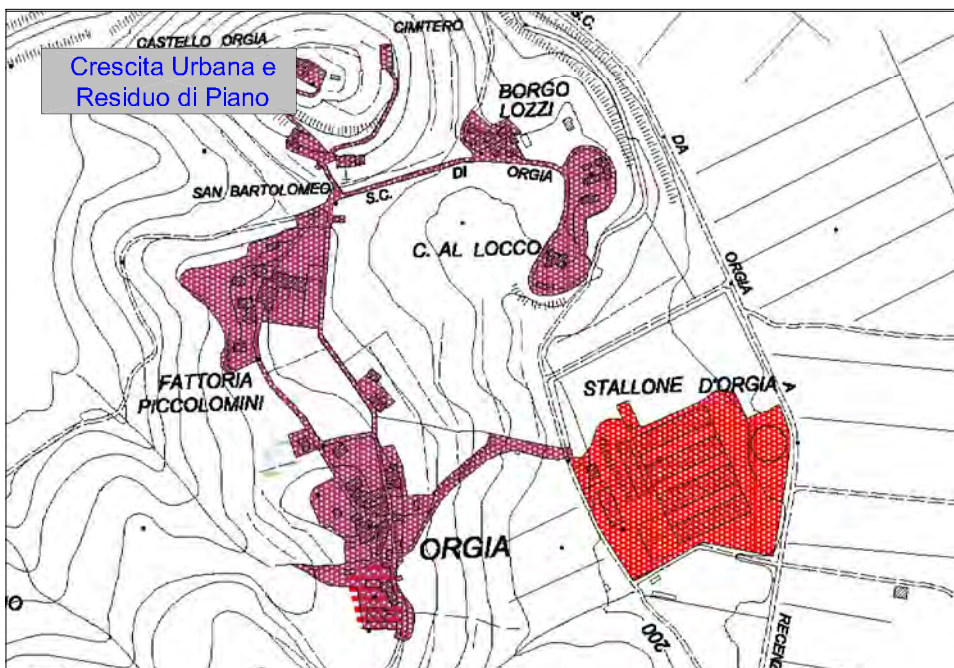 CIMITERO
S.C.
CASTELLO ORGIA
Crescita Urbana e
Residuo di Piano
BORGO
LOZZI
DA
SAN BARTOLOMEO
S.C.
DI
ORGIA
C. AL LOCCO
ORGIA
FATTORIA
PICCOLOMINI
STALLONE D'ORGIA
A
ORGIA
200